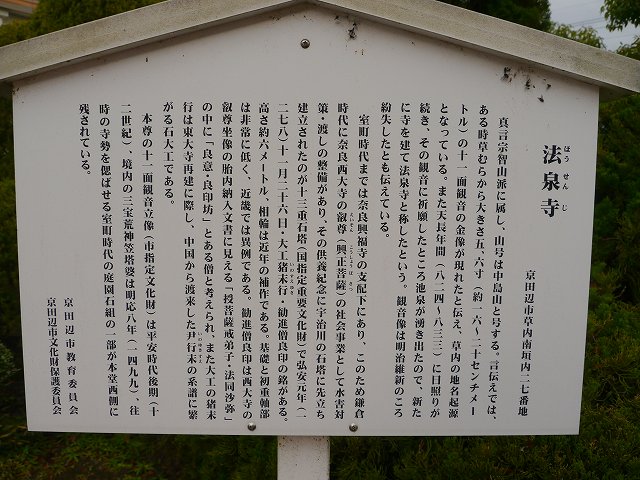 法泉寺
ほうせんじ
京田辺市草内南垣内二七番地
真言宗智山派に属し、山号は中島山と号する。言伝えでは、
ある時草むらから大きさ五、六寸（約一六～二十センチメー
トル）の十一面観音の金像が現れたと伝え、草内の地名起源
となっている。また天長年間（八二四～八三三）に日照りが
続き、その観音に祈願したところ池泉が湧き出たので、新た
に寺を建て法泉寺と称したという。観音像は明治維新のころ
紛失したとも伝えている。
室町時代までは奈良興福寺の支配下にあり、このため鎌倉
時代に奈良西大寺の叡尊（興正菩薩）の社会事業として水害対
えいそん
こうしょうぼさつ
策・渡しの整備があり、その供養紀念に宇治川の石塔に先立ち
建立されたのが十三重石塔（国指定重要文化財）で弘安元年（一
二七八）十一月二十六日・大工猪末行・勧進僧良印の銘がある。
高さ約六メートル、相輪は近年の補作である。基礎と初重軸部
は非常に低く、近畿では異例である。勧進僧良印は西大寺の
叡尊坐像の胎内納入文書に見える「授菩薩戒弟子・法同沙弥」
の中に「良意・良印坊」とある僧と考えられ、また大工の猪末
行は東大寺再建に際し、中国から渡来した尹行末の系譜に繋
がる石大工である。
本尊の十一面観音立像（市指定文化財）は平安時代後期（十
二世紀）、境内の三宝荒神笠塔婆は明応八年（一四九九）、往
時の寺勢を偲ばせる室町時代の庭園石組の一部が本堂西側に
残されている。
京田辺市教育委員会
京田辺市文化財保護委員会